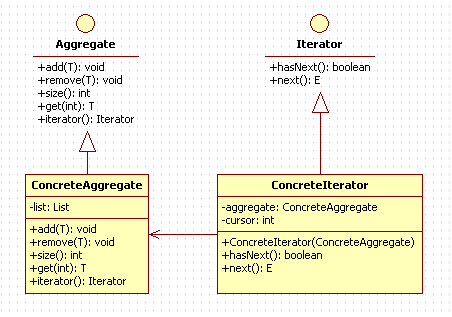 Aggregate
+add(T): void
+remove(T): void
+size(): int
+get(int): T
+iterator(): Iterator
Iterator
+hasNext(): boolean
+next(): E
ConcreteAggregate
-list: List
+add(T): void
+remove(T): void
+size(): int
+get(int): T
+iterator(): Iterator
ConcreteIterator
-aggregate: ConcreteAggregate
-cursor: int
+ConcreteIterator(ConcreteAggregate)
+hasNext(): boolean
+next(): E